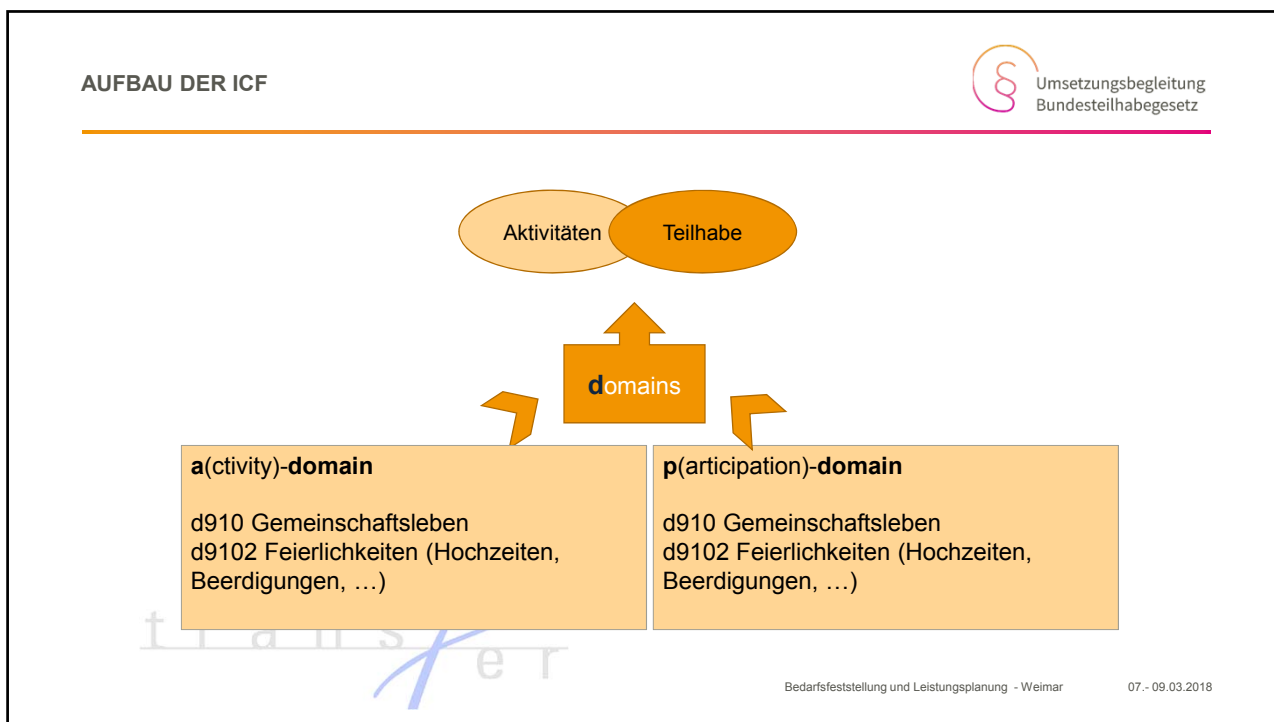 AUFBAU DER ICF
Umsetzungsbegleitung
Bundesteilhabegesetz
Aktivitäten
Teilhabe
domains
a(ctivity)-domain
d910 Gemeinschaftsleben
d9102 Feierlichkeiten (Hochzeiten,
Beerdigungen, …)
p(articipation)-domain
d910 Gemeinschaftsleben
d9102 Feierlichkeiten (Hochzeiten,
Beerdigungen, …)
transfer
Bedarfsfeststellung und Leistungsplanung - Weimar
07.- 09.03.2018